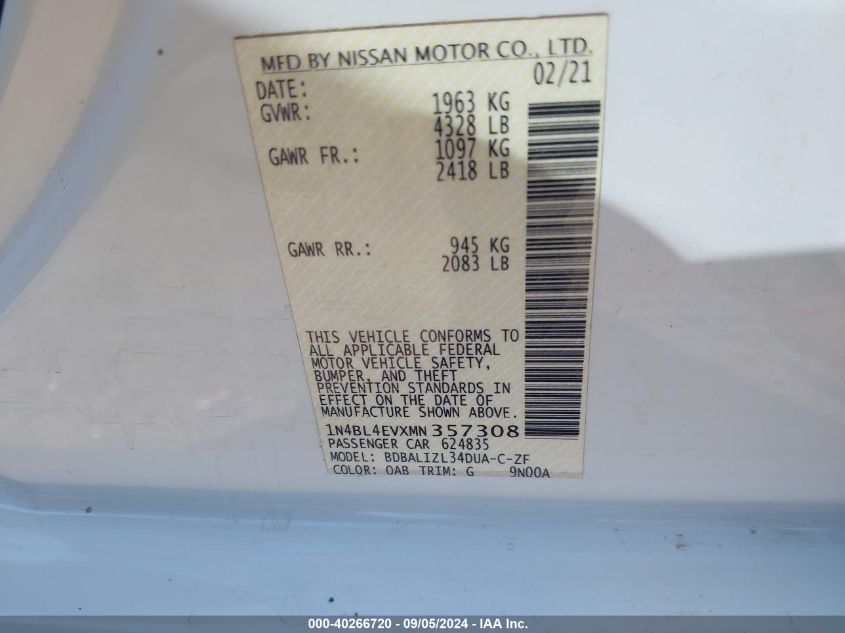 MFD BY NISSAN MOTOR CO., LTD.
DATE: 02/21
GVWR: 1963 KG
4328 LB
GAWR FR.: 1097 KG
2418 LB
GAWR RR.: 945 KG
2083 LB
THIS VEHICLE CONFORMS TO
ALL APPLICABLE FEDERAL
MOTOR VEHICLE SAFETY,
BUMPER, AND THEFT
PREVENTION STANDARDS IN
EFFECT ON THE DATE OF
MANUFACTURE SHOWN ABOVE.
1N4BL4EVXMN357308
PASSENGER CAR 624835
MODEL: BDBALIZL34DUA-C-ZF
COLOR: QAB TRIM: G 9N00A
000-40266720 - 09/05/2024 - IAA Inc.